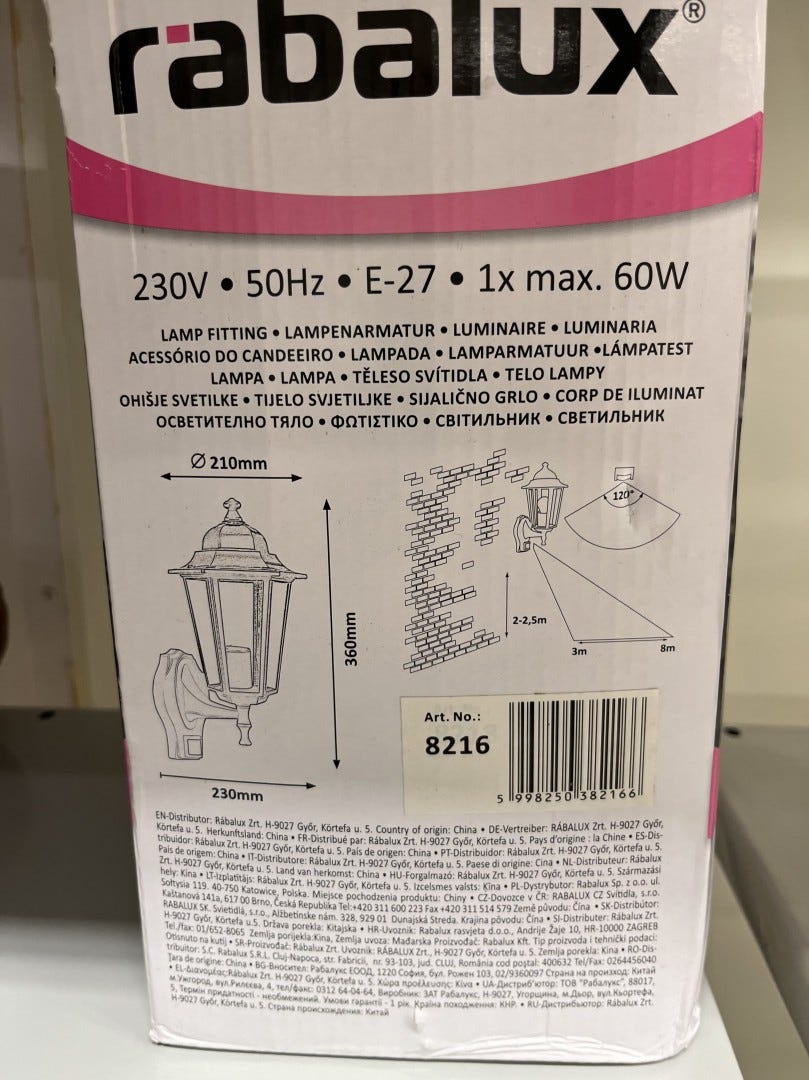 rabalux®
230V • 50Hz • E-27 • 1x max. 60W
LAMP FITTING • LAMPENARMATUR • LUMINAIRE • LUMINARIA
ACESSÓRIO DO CANDEEIRO • LAMPADA • LAMPARMATUUR •LÁMPATEST
LAMPA • LAMPA • TĚLESO SVÍTIDLA • TELO LAMPY
OHIŠJE SVETILKE • TIJELO SVJETILJKE • SIJALIČNO GRLO • CORP DE ILUMINAT
ОСВЕТИТЕЛНО ТЯЛО • ΦΩΤΙΣΤΙΚΟ • СВІТИЛЬНИК • СВЕТИЛЬНИК
Ø 210mm
120°
360mm
2-2,5m
3m 8m
230mm
Art. No.:
8216
5 998250 382166
EN-Distributor: Rábalux Zrt. H-9027 Győr, Körtefa u. 5. Country of origin: China • DE-Vertreiber: RÁBALUX Zrt. H-9027 Győr,
Körtefa u. 5. Herkunftsland: China • FR-Distribué par: Rábalux Zrt. H-9027 Győr, Körtefa u. 5. Pays d'origine : la Chine • ES-Dis-
tribuidor: Rábalux Zrt. H-9027 Győr, Körtefa u. 5. País de origen: China • PT-Distribuidor: Rábalux Zrt. H-9027 Győr, Körtefa u. 5.
País de origem: China • IT-Distributore: Rábalux Zrt. H-9027 Győr, Körtefa u. 5. Paese di origine: Cina • NL-Distributeur: Rábalux
Zrt. H-9027 Győr, Körtefa u. 5. Land van herkomst: China • HU-Forgalmazó: Rábalux Zrt. H-9027 Győr, Körtefa u. 5. Származási
hely: Kína • LT-Izplatītājs: Rábalux Zrt. H-9027 Győr, Körtefa u. 5. Izcelsmes valsts: Ķīna • PL-Dystrybutor: Rabalux Sp. z o.o. ul.
Sołtysia 119. 40-750 Katowice, Polska. Miejsce pochodzenia produktu: Chiny • CZ-Dovozce v ČR: RABALUX CZ Svítidla, s.r.o,
Kaštanová 141a, 617 00 Brno, Česká Republika Tel:+420 311 600 223 Fax +420 311 514 579 Země původu: Čína • SK-Distribútor:
RABALUX SK. Svietidlá, s.r.o., Alžbetínske nám. 328, 929 01 Dunajská Streda. Krajina pôvodu: Čína • SI-Distributer: Rábalux Zrt.
H-9027 Győr, Körtefa u.5. Država porekla: Kitajska • HR-Uvoznik: Rabalux rasvjeta d.o.o., Andrije Žaje 10, HR-10000 ZAGREB
Tel./fax: 01/652-8065 Zemlja porijekla:Kina, Zemlja uvoza: Mađarska Proizvođač: Rabalux Kft. Tip proizvoda i tehnički podaci:
Otisnuto na kutij • SR-Proizvođač: Rábalux Zrt. Uvoznik: RÁBALUX Zrt., H-9027 Győr, Körtefa u. 5. Zemlja porekla: Kina • RO-Dis-
tribuitor: S.C. Rabalux S.R.L. Cluj-Napoca, str. Fabricii, nr. 93-103, jud. CLUJ, România cod poștal: 400632 Tel/Fax: 0264456040
Țara de origine: China • BG-Вносител: Рабалукс ЕООД, 1220 София, бул. Рожен 103, 02/9360097 Страна на произход: Китай
• EL-Διανομέας:Rábalux Zrt. H-9027 Győr, Körtefa u. 5. Χώρα προέλευσης: Κίνα • UA-Дистриб'ютор: ТОВ "Рабалукс", 88017,
м.Ужгород, вул.Рилєєва, 4, тел/факс: 0312 64-04-64, Виробник: ЗАТ Рабалукс, H-9027, Угорщина, м.Дьор, вул.Кьортефа,
5, Термін придатності - необмежений. Умови гарантії - 1 рік. Країна походження: КНР. • RU-Дистрибьютор: Rábalux Zrt.
H-9027 Győr, Körtefa u. 5. Страна происхождения: Китай